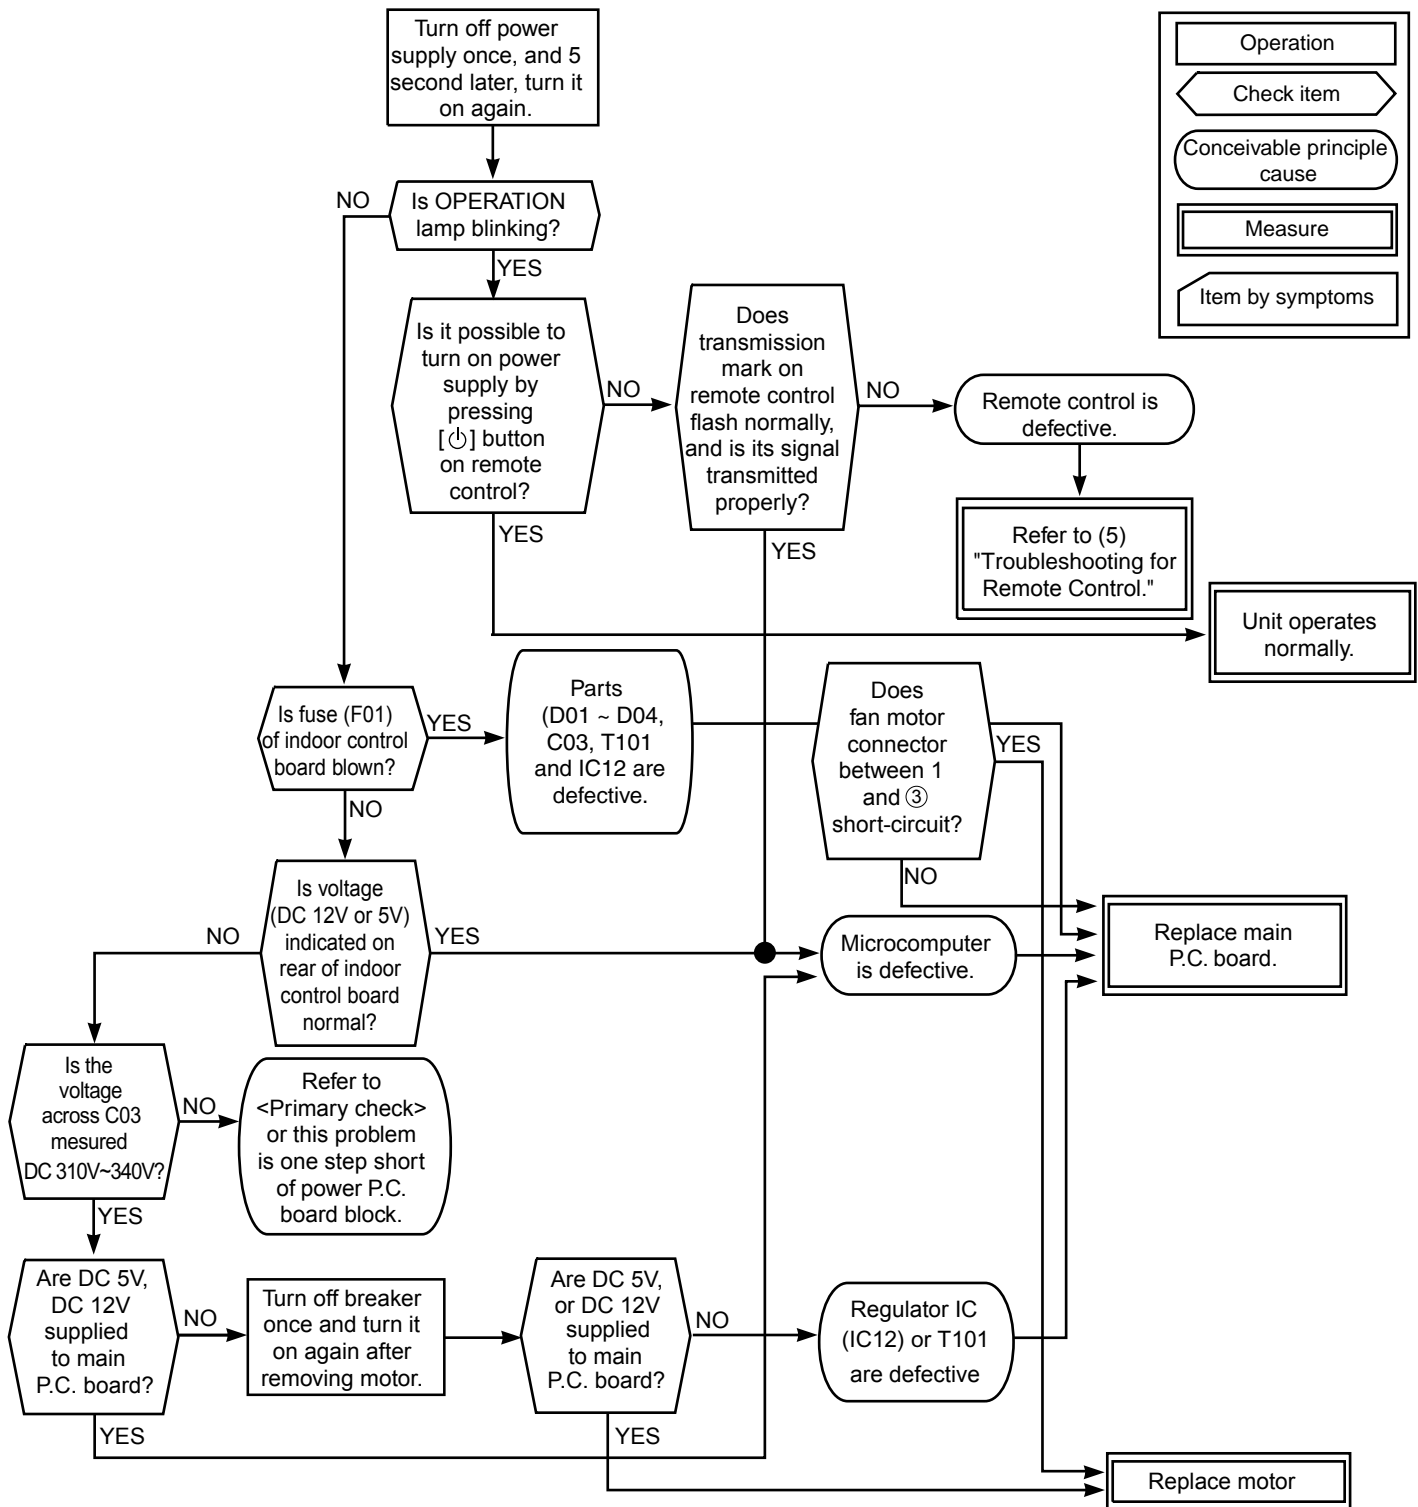 Turn off power
supply once, and 5
second later, turn it
on again.
Operation
Check item
Conceivable principle
cause
Measure
Item by symptoms
NO
Is OPERATION
lamp blinking?
YES
Is it possible to
turn on power
supply by
pressing
[⏻] button
on remote
control?
NO
YES
Does
transmission
mark on
remote control
flash normally,
and is its signal
transmitted
properly?
NO
YES
Remote control is
defective.
Refer to (5)
"Troubleshooting for
Remote Control."
Unit operates
normally.
Is fuse (F01)
of indoor control
board blown?
YES
NO
Parts
(D01 ~ D04,
C03, T101
and IC12 are
defective.
Does
fan motor
connector
between 1
and ③
short-circuit?
YES
NO
Is voltage
(DC 12V or 5V)
indicated on
rear of indoor
control board
normal?
NO
YES
Microcomputer
is defective.
Replace main
P.C. board.
Is the
voltage
across C03
mesured
DC 310V~340V?
NO
YES
Refer to
<Primary check>
or this problem
is one step short
of power P.C.
board block.
Are DC 5V,
DC 12V
supplied
to main
P.C. board?
NO
YES
Turn off breaker
once and turn it
on again after
removing motor.
Are DC 5V,
or DC 12V
supplied
to main
P.C. board?
NO
YES
Regulator IC
(IC12) or T101
are defective
Replace motor